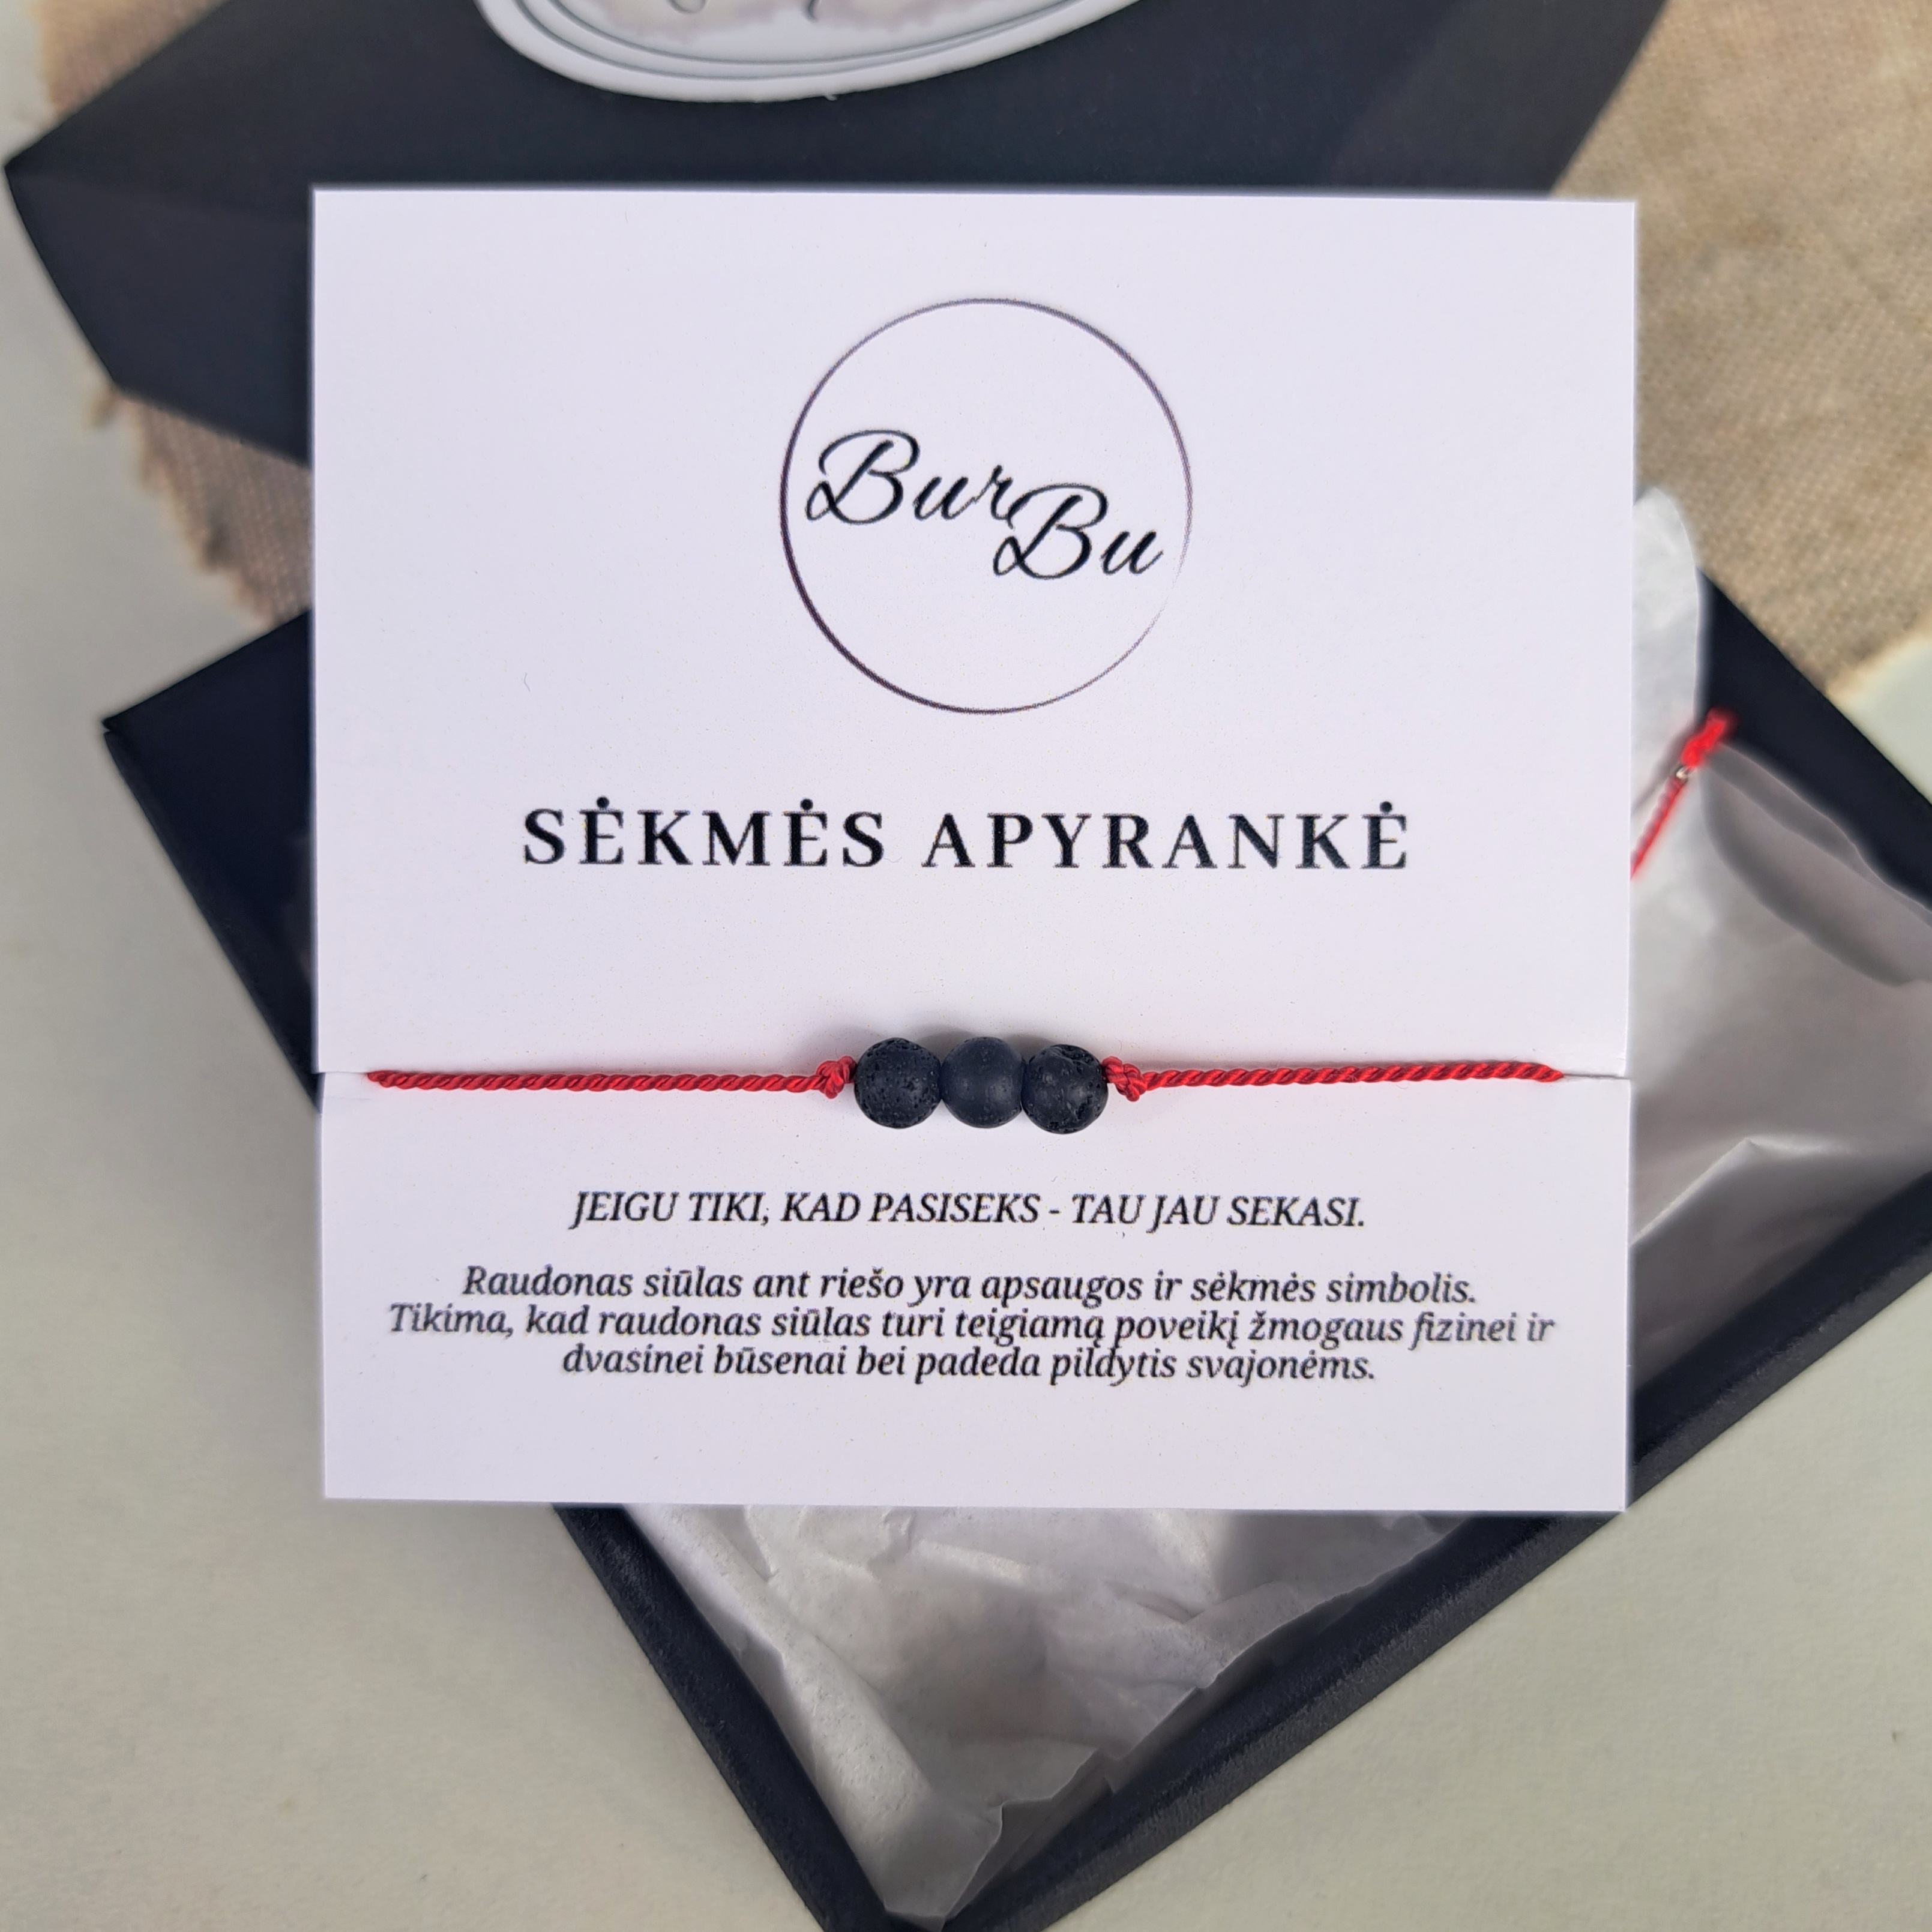 Bur
Bu
SĖKMĖS APYRANKĖ
JEIGU TIKI, KAD PASISEKS - TAU JAU SEKASI.
Raudonas siūlas ant riešo yra apsaugos ir sėkmės simbolis.
Tikima, kad raudonas siūlas turi teigiamą poveikį žmogaus fizinei ir
dvasinei būsenai bei padeda pildytis svajonėms.